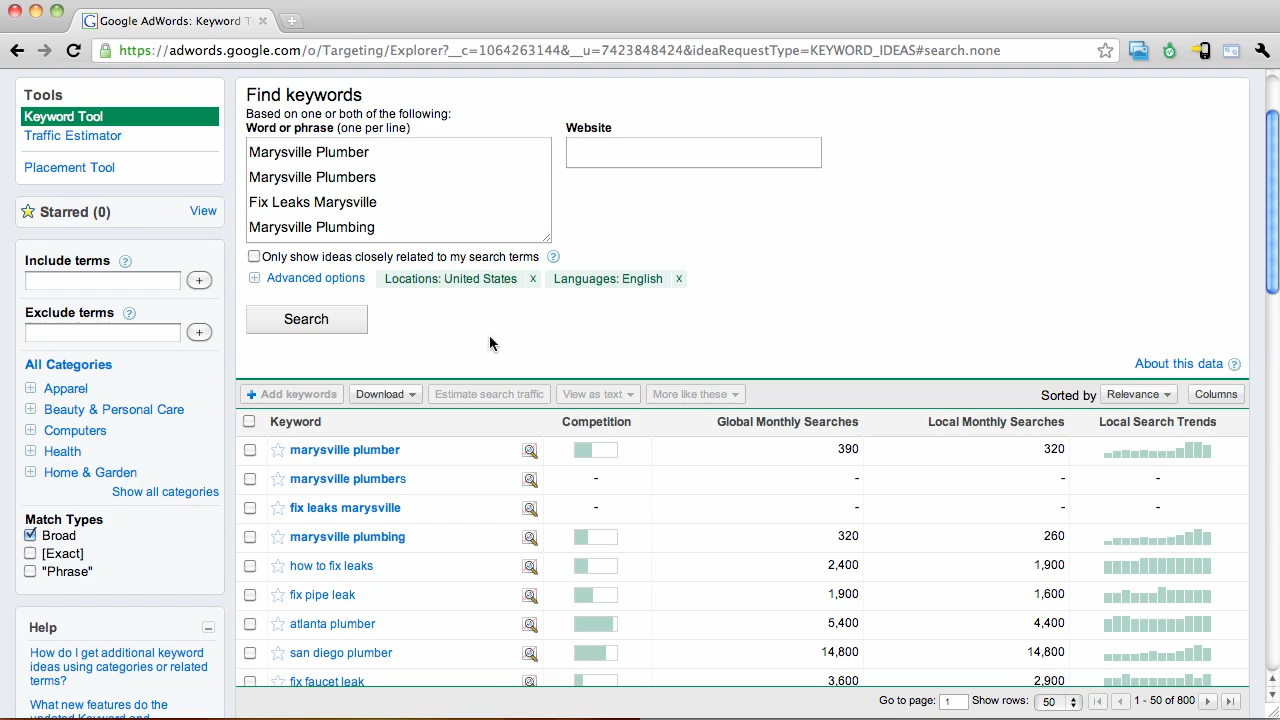 Google AdWords: Keyword T
https://adwords.google.com/o/Targeting/Explorer?__c=1064263144&__u=7423848424&ideaRequestType=KEYWORD_IDEAS#search.none
Tools
Keyword Tool
Traffic Estimator
Placement Tool
Starred (0) View
Include terms ?
+
Exclude terms ?
+
All Categories
Apparel
Beauty & Personal Care
Computers
Health
Home & Garden
Show all categories
Match Types
Broad
[Exact]
"Phrase"
Help
How do I get additional keyword
ideas using categories or related
terms?
What new features do the
updated Keyword and
Find keywords
Based on one or both of the following:
Word or phrase (one per line) Website
Marysville Plumber
Marysville Plumbers
Fix Leaks Marysville
Marysville Plumbing
Only show ideas closely related to my search terms ?
Advanced options Locations: United States x Languages: English x
Search
About this data ?
+ Add keywords Download Estimate search traffic View as text More like these Sorted by Relevance Columns
Keyword Competition Global Monthly Searches Local Monthly Searches Local Search Trends
marysville plumber 390 320
marysville plumbers - - - -
fix leaks marysville - - - -
marysville plumbing 320 260
how to fix leaks 2,400 1,900
fix pipe leak 1,900 1,600
atlanta plumber 5,400 4,400
san diego plumber 14,800 14,800
fix faucet leak 3,600 2,900
Go to page: 1 Show rows: 50 1 - 50 of 800